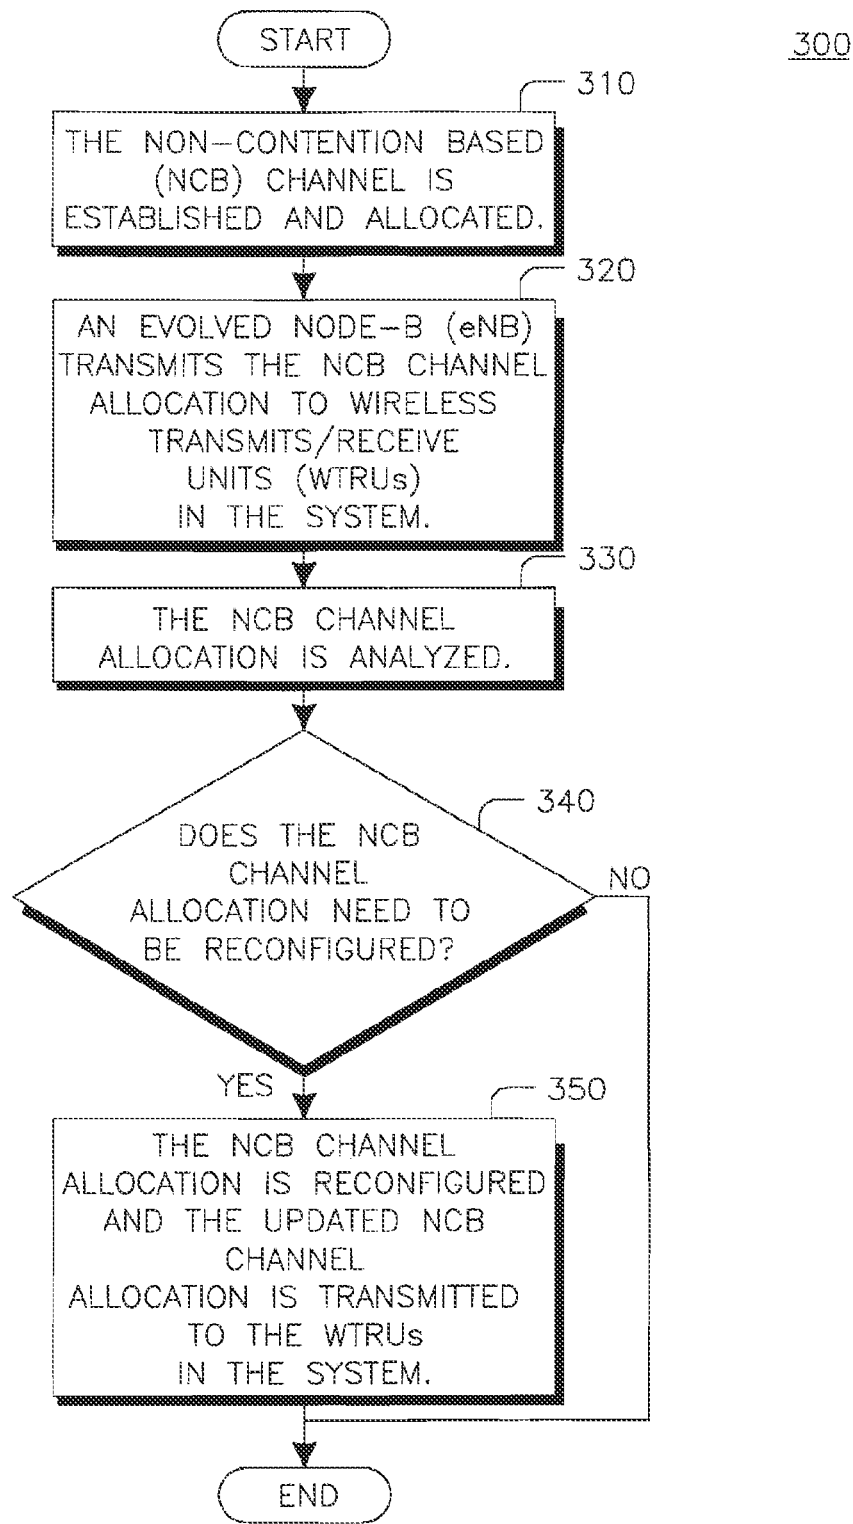 START
300
310
THE NON-CONTENTION BASED
(NCB) CHANNEL IS
ESTABLISHED AND ALLOCATED.
320
AN EVOLVED NODE-B (eNB)
TRANSMITS THE NCB CHANNEL
ALLOCATION TO WIRELESS
TRANSMITS/RECEIVE
UNITS (WTRUs)
IN THE SYSTEM.
330
THE NCB CHANNEL
ALLOCATION IS ANALYZED.
340
DOES THE NCB
CHANNEL
ALLOCATION NEED TO
BE RECONFIGURED?
NO
YES
350
THE NCB CHANNEL
ALLOCATION IS RECONFIGURED
AND THE UPDATED NCB
CHANNEL
ALLOCATION IS TRANSMITTED
TO THE WTRUs
IN THE SYSTEM.
END